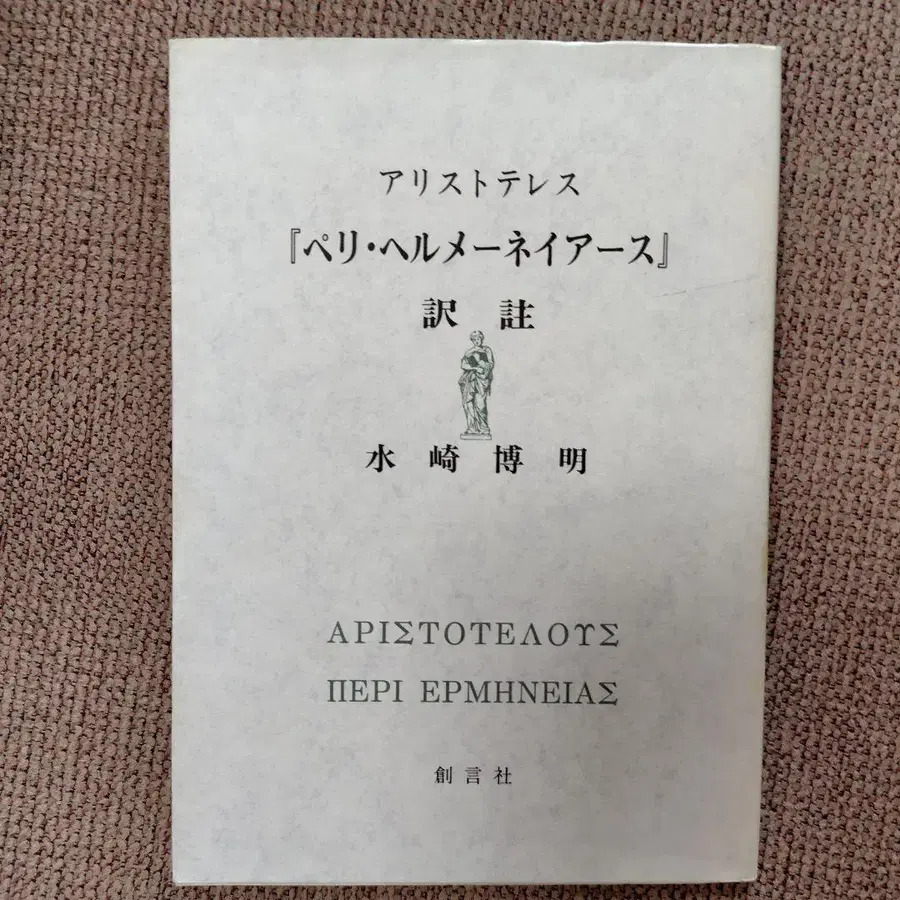 アリストテレス
『ペリ・ヘルメーネイアース』
訳註
水崎博明
ΑΡΙΣΤΟΤΕΛΟΥΣ
ΠΕΡΙ ΕΡΜΗΝΕΙΑΣ
創言社